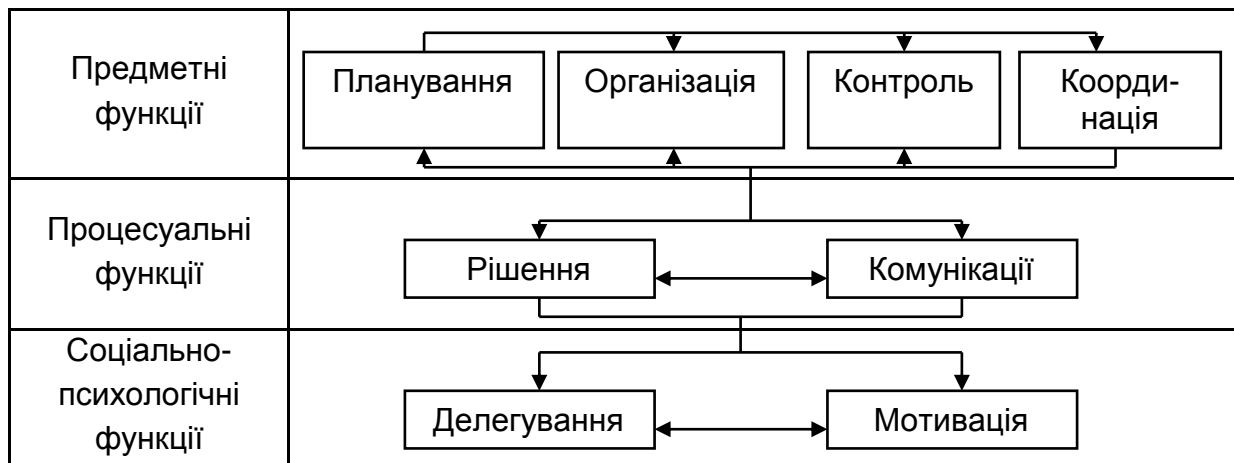 Предметні
функції
Планування
Організація
Контроль
Коорди-
нація
Процесуальні
функції
Рішення
Комунікації
Соціально-
психологічні
функції
Делегування
Мотивація